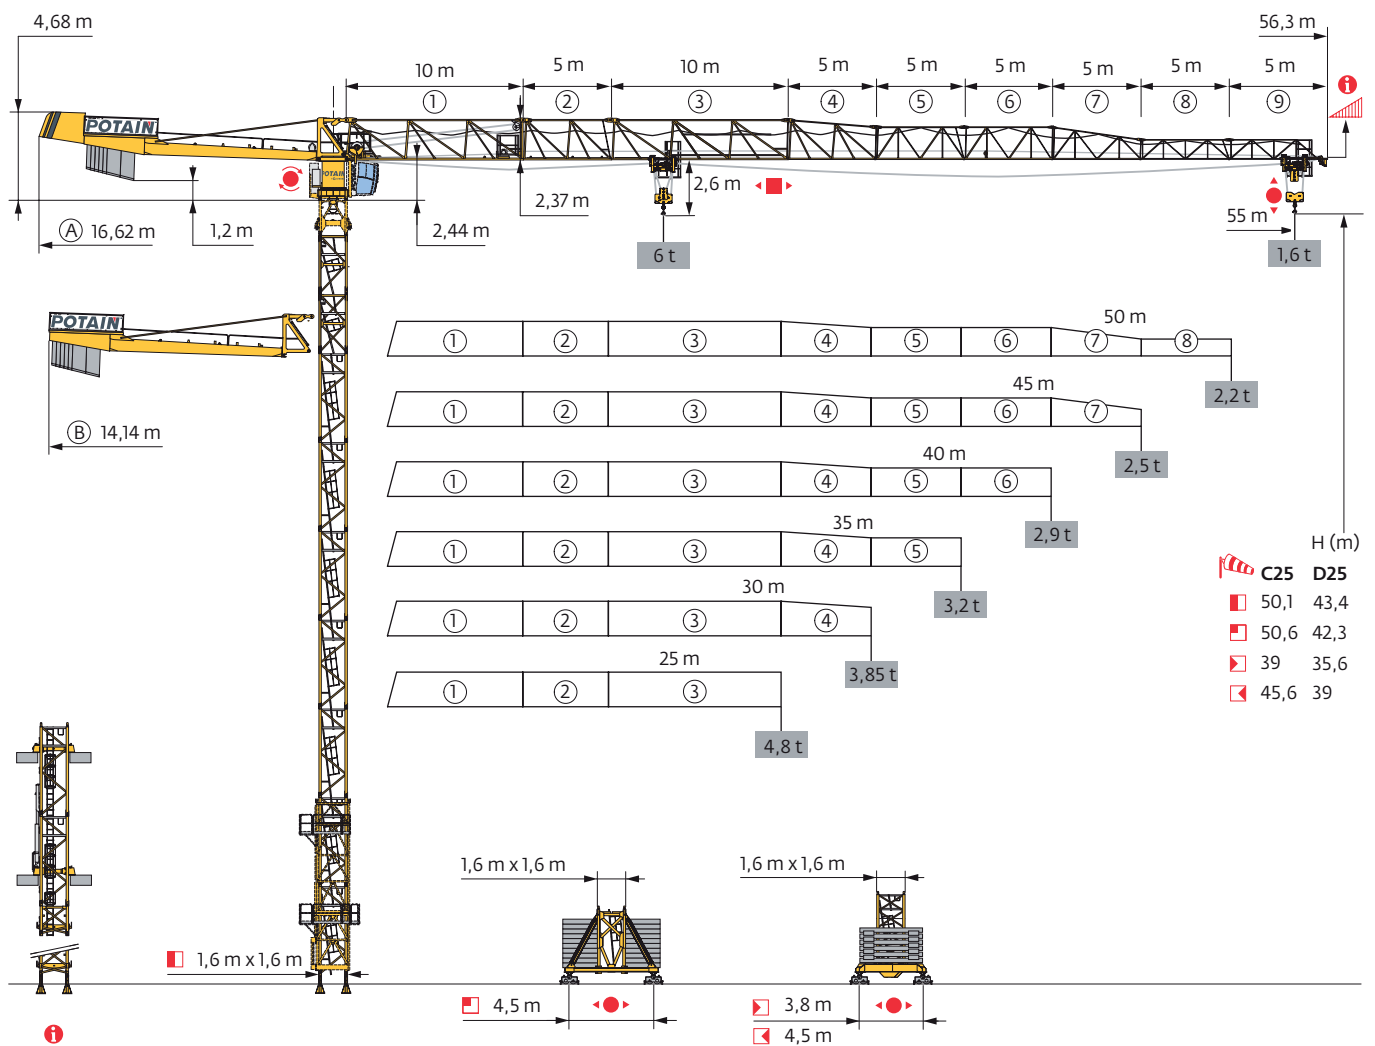 4,68 m
56,3 m
10 m 5 m 10 m 5 m 5 m 5 m 5 m 5 m 5 m
1 2 3 4 5 6 7 8 9
POTAIN
POTAIN
2,6 m
2,37 m
A 16,62 m
1,2 m
2,44 m
55 m
6 t
1,6 t
POTAIN
50 m
1 2 3 4 5 6 7 8
2,2 t
45 m
1 2 3 4 5 6 7
B 14,14 m
2,5 t
40 m
1 2 3 4 5 6
2,9 t
35 m
1 2 3 4 5
3,2 t
30 m
1 2 3 4
3,85 t
25 m
1 2 3
4,8 t
H (m)
C25 D25
50,1 43,4
50,6 42,3
39 35,6
45,6 39
1,6 m x 1,6 m
1,6 m x 1,6 m
1,6 m x 1,6 m
4,5 m
3,8 m
4,5 m
i
i